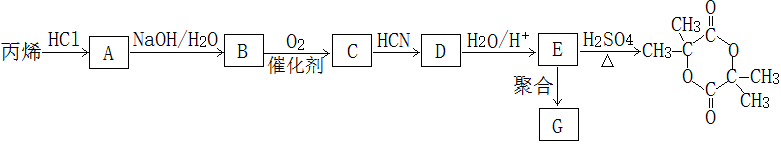 丙烯 HCl A NaOH/H2O B O2 催化剂 C HCN D H2O/H+ E H2SO4 △
聚合
G
O
CH3 C
CH3-C O
O C-CH3
C CH3
O